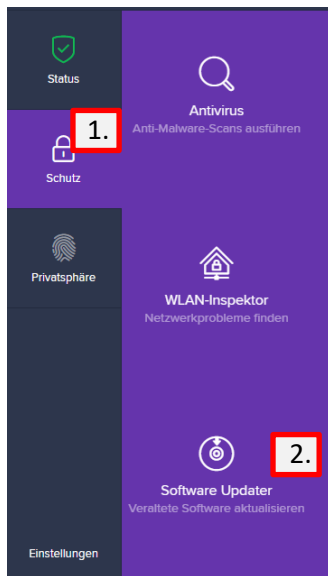 Status
1.
Schutz
Privatsphäre
Einstellungen
Antivirus
Anti-Malware-Scans ausführen
WLAN-Inspektor
Netzwerkprobleme finden
2.
Software Updater
Veraltete Software aktualisieren